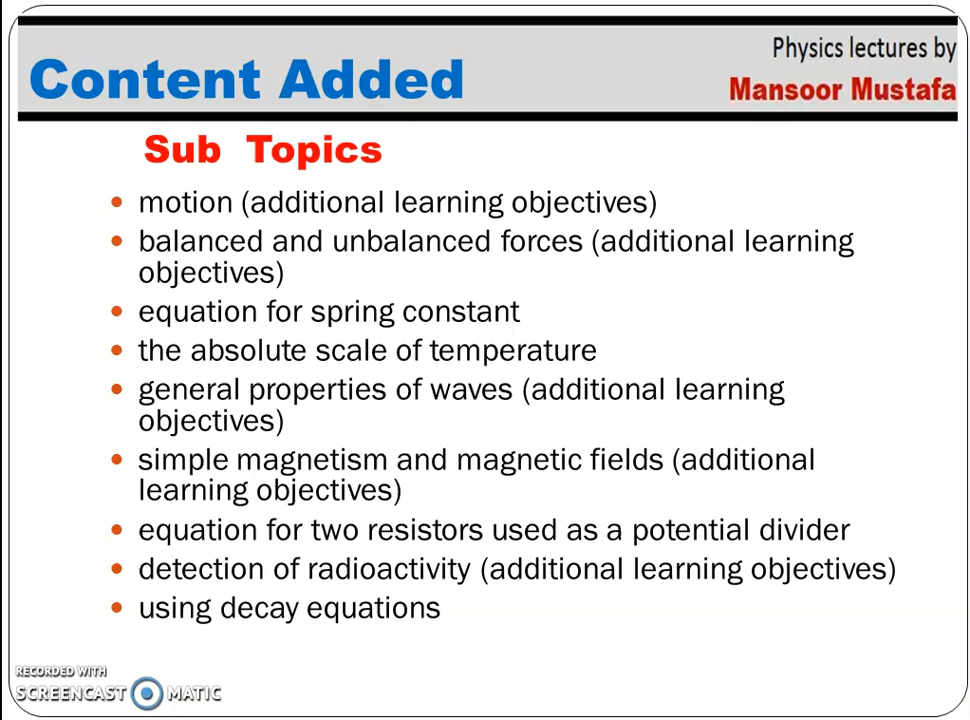 Physics lectures by
Content Added
Mansoor Mustafa
Sub Topics
• motion (additional learning objectives)
• balanced and unbalanced forces (additional learning
objectives)
• equation for spring constant
• the absolute scale of temperature
• general properties of waves (additional learning
objectives)
• simple magnetism and magnetic fields (additional
learning objectives)
• equation for two resistors used as a potential divider
• detection of radioactivity (additional learning objectives)
• using decay equations
RECORDED WITH
SCREENCAST MATIC